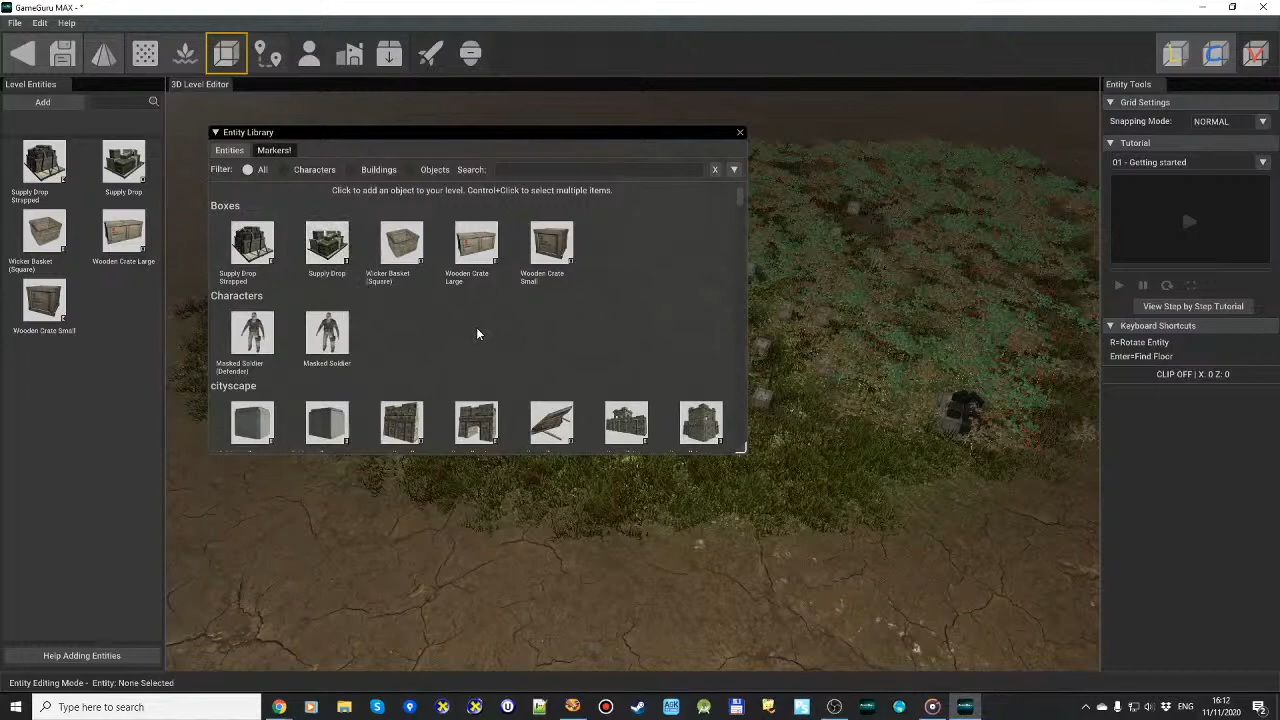 GameGuru MAX - *
File Edit Help
Level Entities
3D Level Editor
Entity Tools
Add
Grid Settings
Snapping Mode: NORMAL
Tutorial
01 - Getting started
View Step by Step Tutorial
Keyboard Shortcuts
R=Rotate Entity
Enter=Find Floor
CLIP OFF | X: 0 Z: 0
Supply Drop
Strapped
Supply Drop
Wicker Basket
(Square)
Wooden Crate Large
Wooden Crate Small
Entity Library
Entities Markers!
Filter: All Characters Buildings Objects Search: X
Click to add an object to your level. Control+Click to select multiple items.
Boxes
Supply Drop
Strapped
Supply Drop
Wicker Basket
(Square)
Wooden Crate
Large
Wooden Crate
Small
Characters
Masked Soldier
(Defender)
Masked Soldier
cityscape
Help Adding Entities
Entity Editing Mode - Entity: None Selected
Type here to search
ENG
16:12
11/11/2020